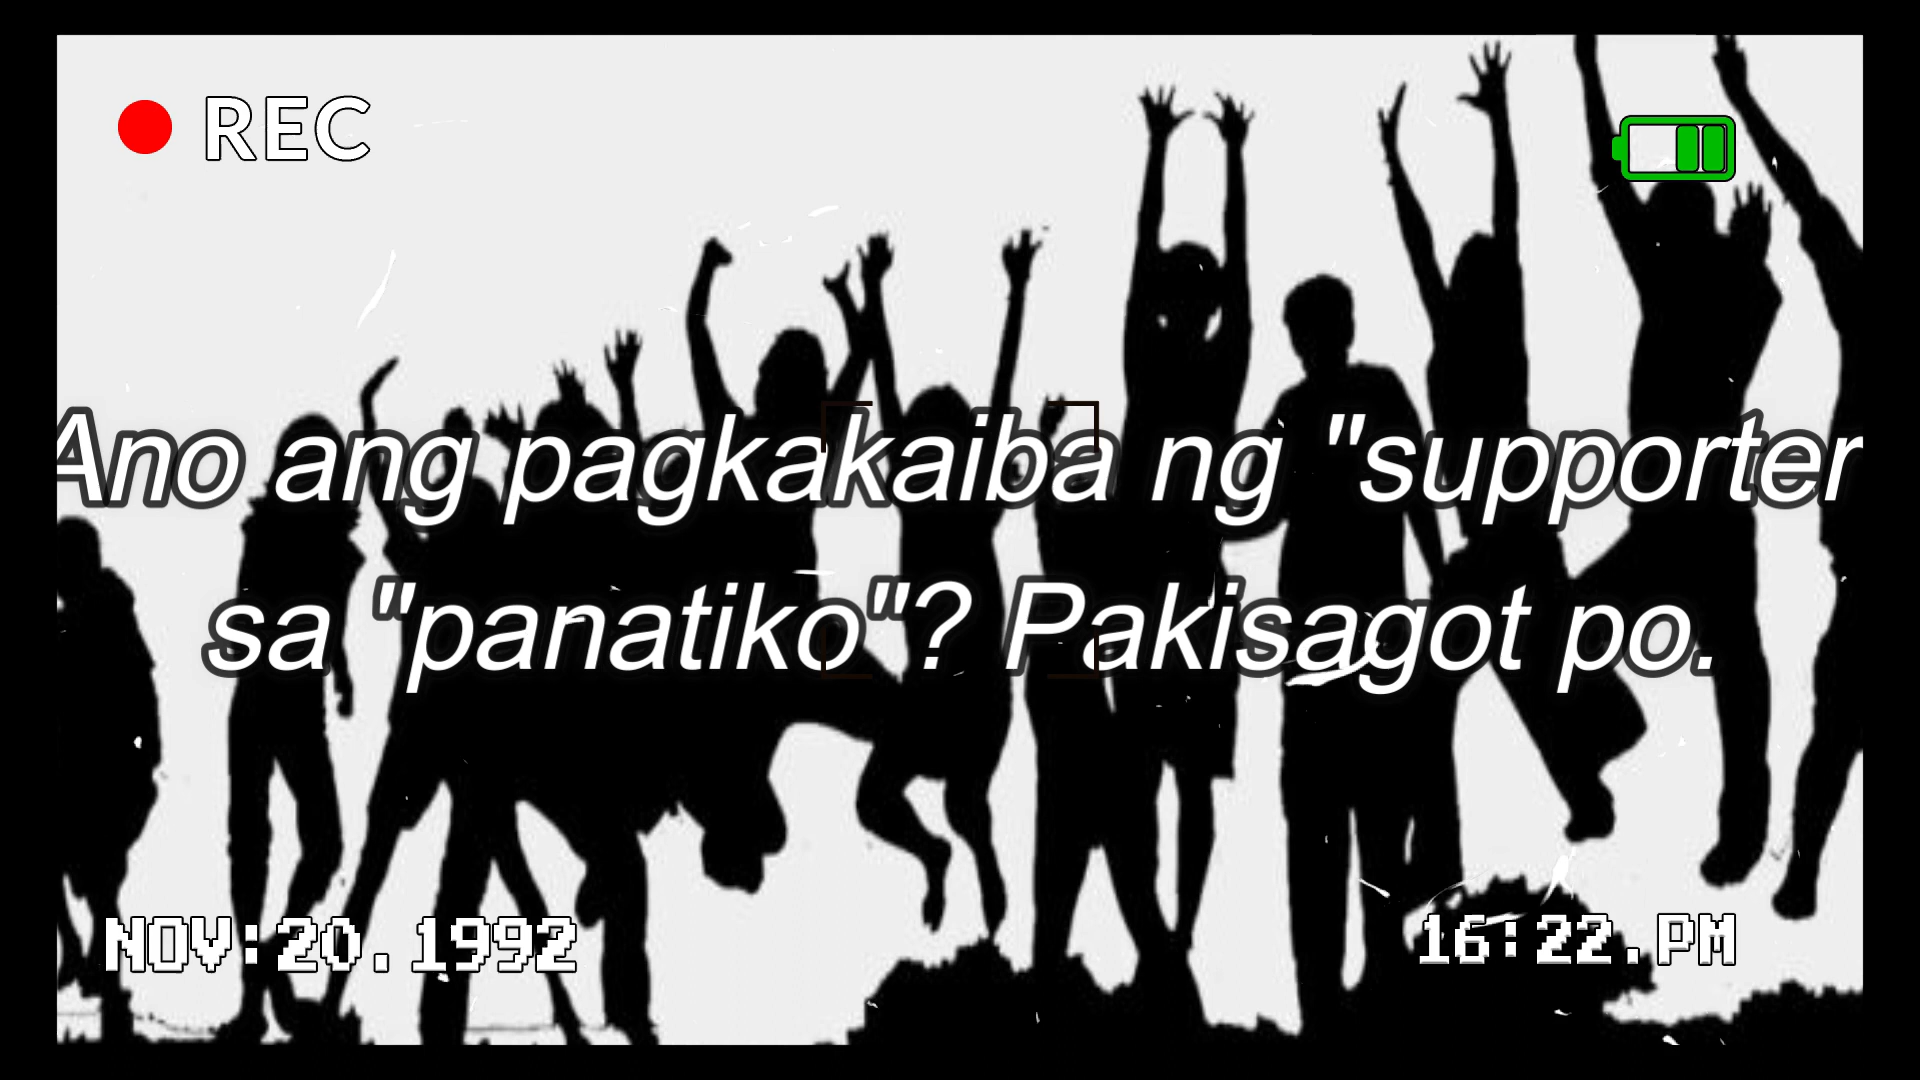 REC
Ano ang pagkakaiba ng "supporter
sa "panatiko"? Pakisagot po.
NOV:20.1992
16:22.PM